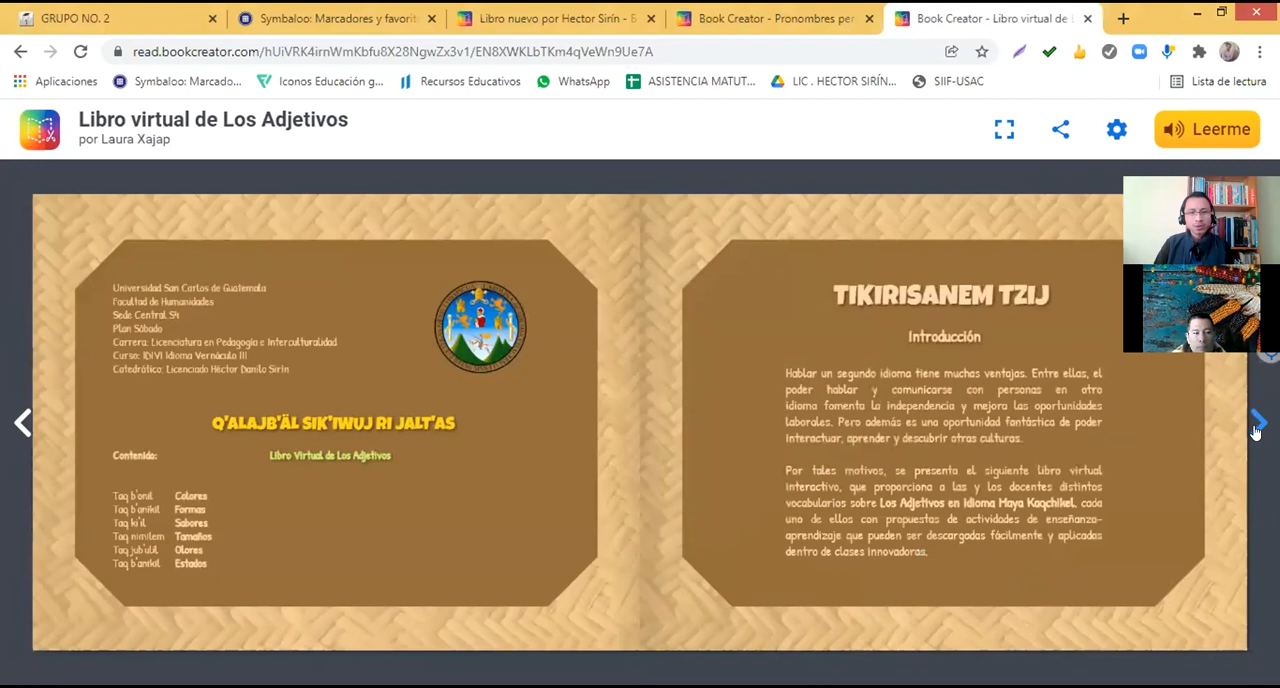 GRUPO NO. 2
Symbaloo: Marcadores y favorit
Libro nuevo por Hector Sirín - B
Book Creator - Pronombres per
Book Creator - Libro virtual de L
read.bookcreator.com/hUiVRK4irnWmKbfu8X28NgwZx3v1/EN8XWKLbTKm4qVeWn9Ue7A
Aplicaciones
Symbaloo: Marcado...
Iconos Educación g...
Recursos Educativos
WhatsApp
ASISTENCIA MATUT...
LIC . HECTOR SIRÍN...
SIIF-USAC
Lista de lectura
Libro virtual de Los Adjetivos
por Laura Xajap
Leerme
Universidad San Carlos de Guatemala
Facultad de Humanidades
Sede Central S4
Plan Sábado
Carrera: Licenciatura en Pedagogía e Interculturalidad
Curso: IDIVI Idioma Vernáculo III
Catedrático: Licenciado Héctor Danilo Sirín
Q'ALAJB'ÄL SIK'IWUJ RI JALT'AS
Contenido:
Libro Virtual de Los Adjetivos
Taq b'onil Colores
Taq b'anikil Formas
Taq ki'il Sabores
Taq nimilem Tamaños
Taq jub'ulil Olores
Taq b'anikil Estados
TIKIRISANEM TZIJ
Introducción
Hablar un segundo idioma tiene muchas ventajas. Entre ellas, el
poder hablar y comunicarse con personas en otro
idioma fomenta la independencia y mejora las oportunidades
laborales. Pero además es una oportunidad fantástica de poder
interactuar, aprender y descubrir otras culturas.
Por tales motivos, se presenta el siguiente libro virtual
interactivo, que proporciona a las y los docentes distintos
vocabularios sobre Los Adjetivos en Idioma Maya Kaqchikel, cada
uno de ellos con propuestas de actividades de enseñanza-
aprendizaje que pueden ser descargadas fácilmente y aplicadas
dentro de clases innovadoras.